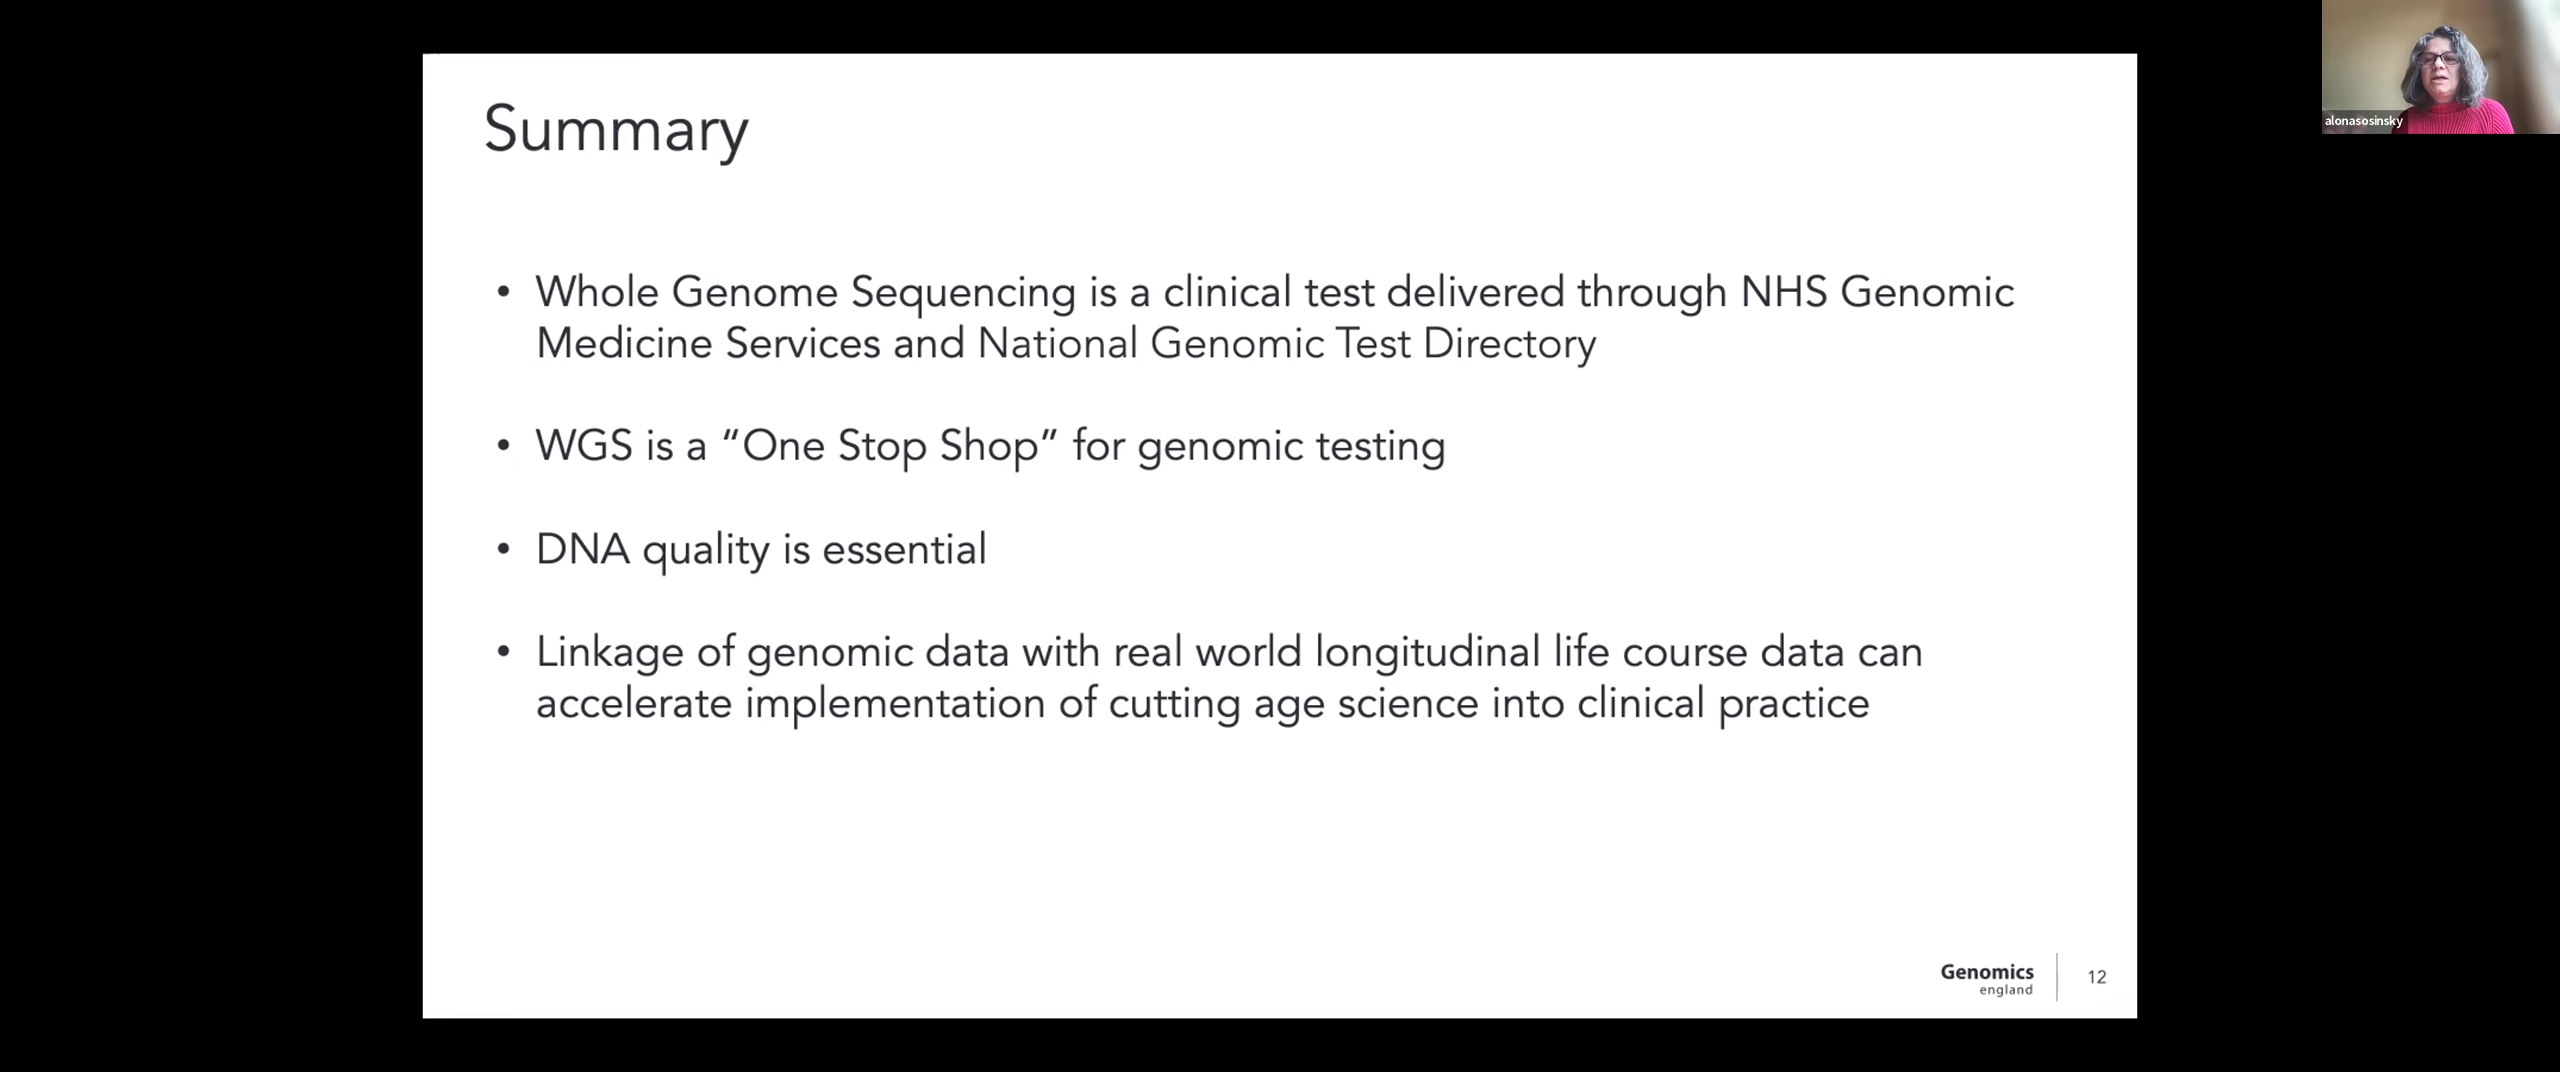 Summary
• Whole Genome Sequencing is a clinical test delivered through NHS Genomic
Medicine Services and National Genomic Test Directory
• WGS is a “One Stop Shop” for genomic testing
• DNA quality is essential
• Linkage of genomic data with real world longitudinal life course data can
accelerate implementation of cutting age science into clinical practice
Genomics
england
12
alonasosinsky